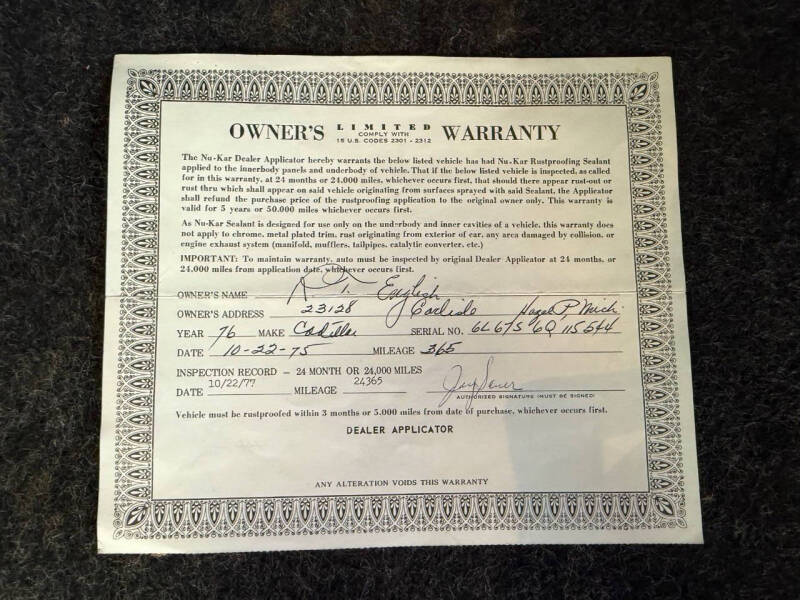 OWNER'S LIMITED WARRANTY
COMPLY WITH
15 U.S. CODES 2301 - 2312
The Nu-Kar Dealer Applicator hereby warrants the below listed vehicle has had Nu-Kar Rustproofing Sealant
applied to the innerbody panels and underbody of vehicle. That if the below listed vehicle is inspected, as called
for in this warranty, at 24 months or 24,000 miles, whichever occurs first, that should there appear rust-out or
rust thru which shall appear on said vehicle originating from surfaces sprayed with said Sealant, the Applicator
shall refund the purchase price of the rustproofing application to the original owner only. This warranty is
valid for 5 years or 50,000 miles whichever occurs first.
As Nu-Kar Sealant is designed for use only on the underbody and inner cavities of a vehicle, this warranty does
not apply to chrome, metal plated trim, rust originating from exterior of car, any area damaged by collision, or
engine exhaust system (manifold, mufflers, tailpipes, catalytic converter, etc.)
IMPORTANT: To maintain warranty, auto must be inspected by original Dealer Applicator at 24 months, or
24,000 miles from application date, whichever occurs first.
OWNER'S NAME English
OWNER'S ADDRESS 23128 Carlisle Hazel P, Mich.
YEAR 76 MAKE Cadillac SERIAL NO. 6L67S 6Q 115644
DATE 10-22-75 MILEAGE 365
INSPECTION RECORD — 24 MONTH OR 24,000 MILES
DATE 10/22/77 MILEAGE 24365
AUTHORIZED SIGNATURE (MUST BE SIGNED)
Vehicle must be rustproofed within 3 months or 5,000 miles from date of purchase, whichever occurs first.
DEALER APPLICATOR
ANY ALTERATION VOIDS THIS WARRANTY